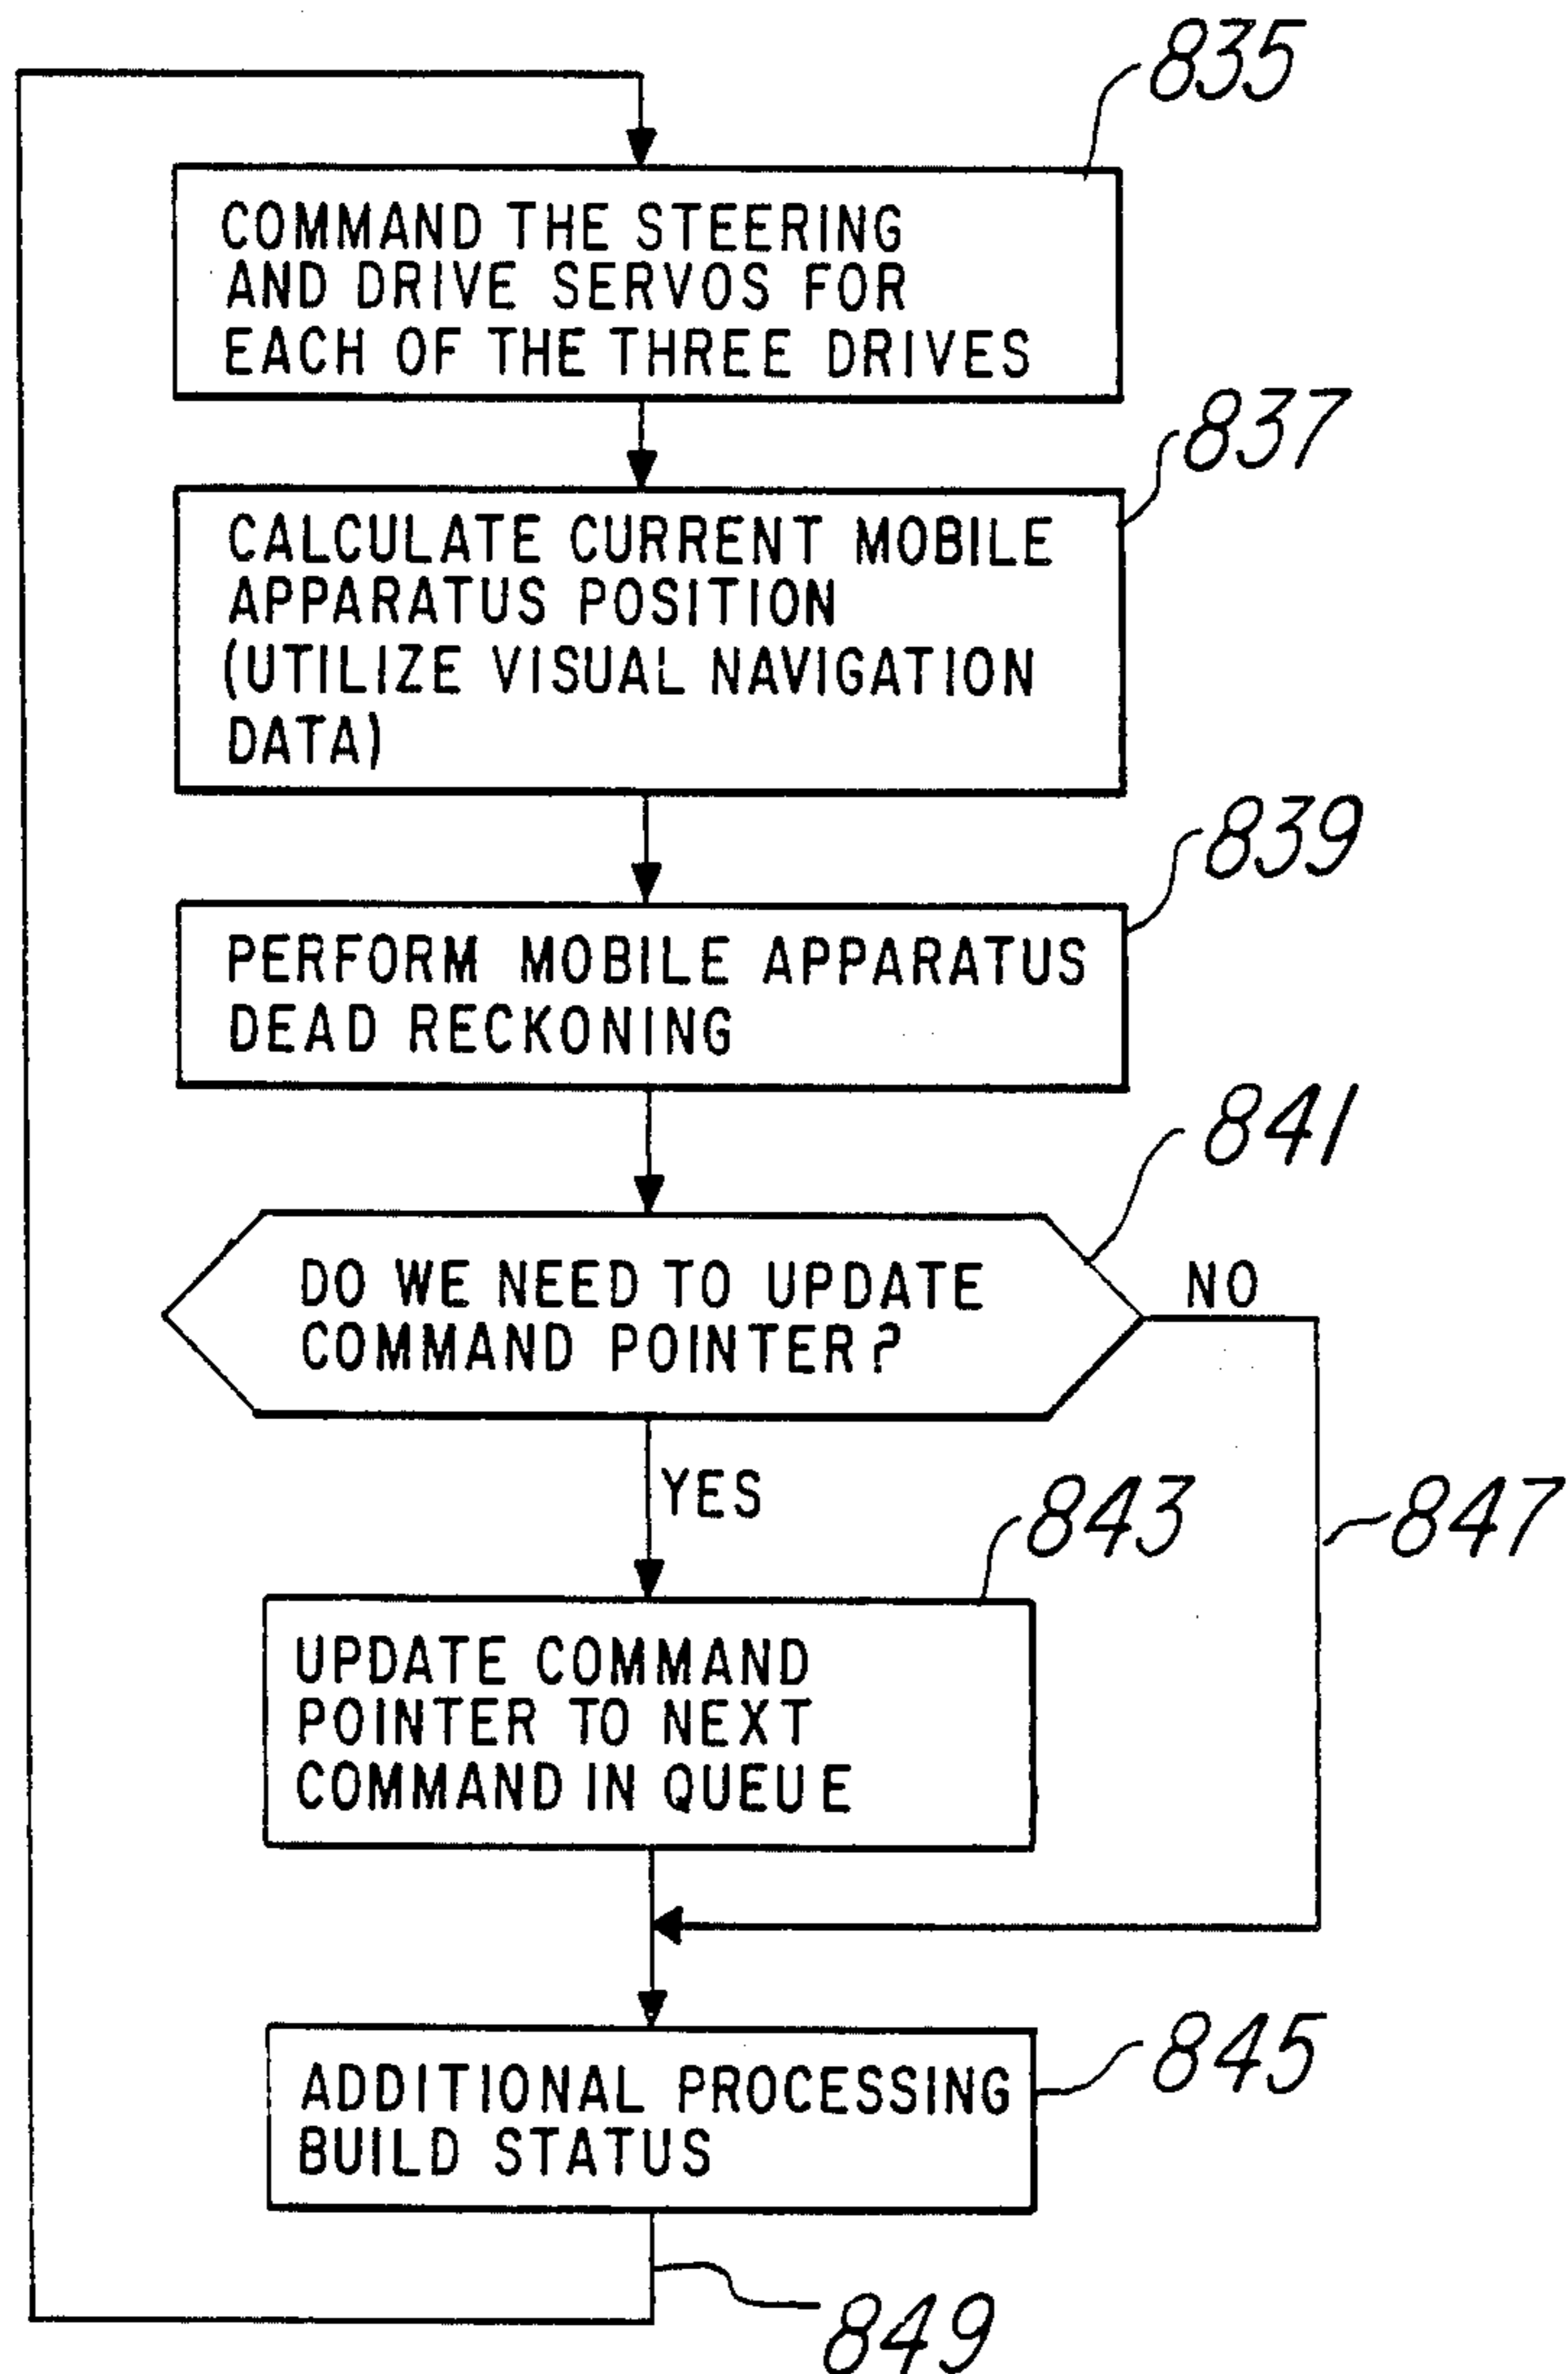 835
COMMAND THE STEERING
AND DRIVE SERVOS FOR
EACH OF THE THREE DRIVES
837
CALCULATE CURRENT MOBILE
APPARATUS POSITION
(UTILIZE VISUAL NAVIGATION
DATA)
839
PERFORM MOBILE APPARATUS
DEAD RECKONING
841
DO WE NEED TO UPDATE
COMMAND POINTER?
NO
YES
843
847
UPDATE COMMAND
POINTER TO NEXT
COMMAND IN QUEUE
845
ADDITIONAL PROCESSING
BUILD STATUS
849